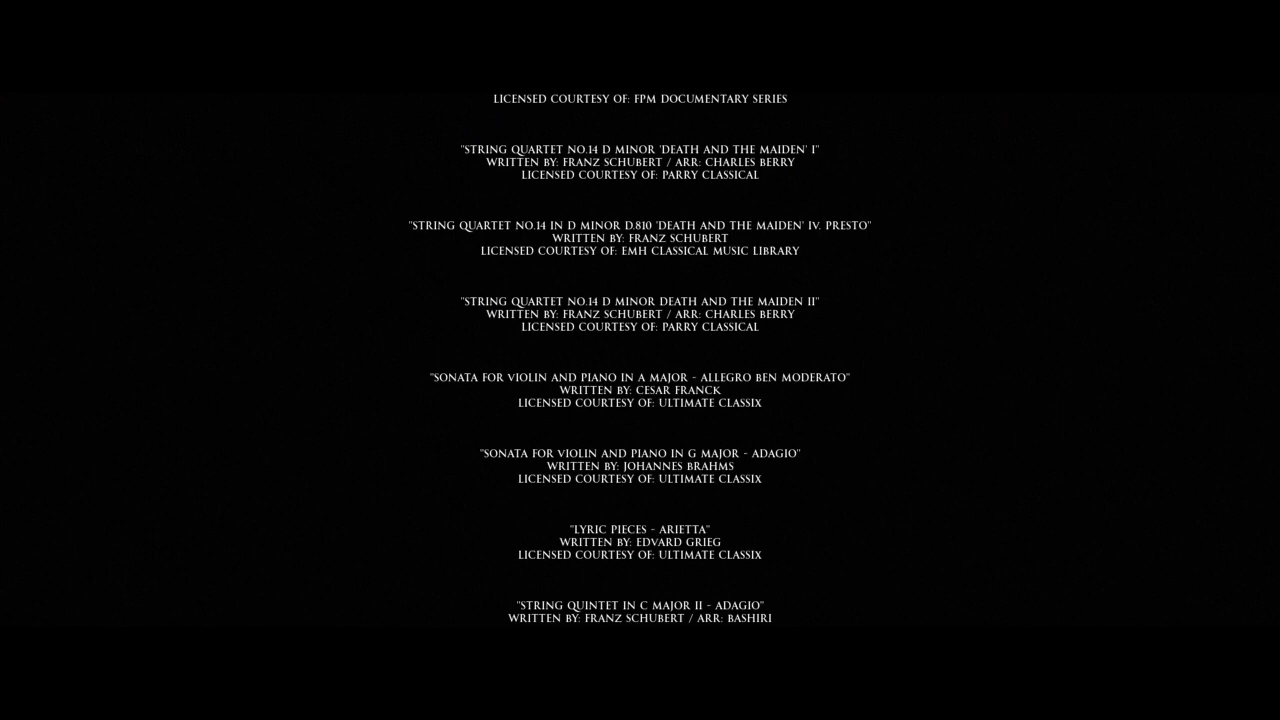 LICENSED COURTESY OF: FPM DOCUMENTARY SERIES
"STRING QUARTET NO.14 D MINOR 'DEATH AND THE MAIDEN' I"
WRITTEN BY: FRANZ SCHUBERT / ARR: CHARLES BERRY
LICENSED COURTESY OF: PARRY CLASSICAL
"STRING QUARTET NO.14 IN D MINOR D.810 'DEATH AND THE MAIDEN' IV. PRESTO"
WRITTEN BY: FRANZ SCHUBERT
LICENSED COURTESY OF: EMH CLASSICAL MUSIC LIBRARY
"STRING QUARTET NO.14 D MINOR DEATH AND THE MAIDEN II"
WRITTEN BY: FRANZ SCHUBERT / ARR: CHARLES BERRY
LICENSED COURTESY OF: PARRY CLASSICAL
"SONATA FOR VIOLIN AND PIANO IN A MAJOR - ALLEGRO BEN MODERATO"
WRITTEN BY: CESAR FRANCK
LICENSED COURTESY OF: ULTIMATE CLASSIX
"SONATA FOR VIOLIN AND PIANO IN G MAJOR - ADAGIO"
WRITTEN BY: JOHANNES BRAHMS
LICENSED COURTESY OF: ULTIMATE CLASSIX
"LYRIC PIECES - ARIETTA"
WRITTEN BY: EDVARD GRIEG
LICENSED COURTESY OF: ULTIMATE CLASSIX
"STRING QUINTET IN C MAJOR II - ADAGIO"
WRITTEN BY: FRANZ SCHUBERT / ARR: BASHIRI